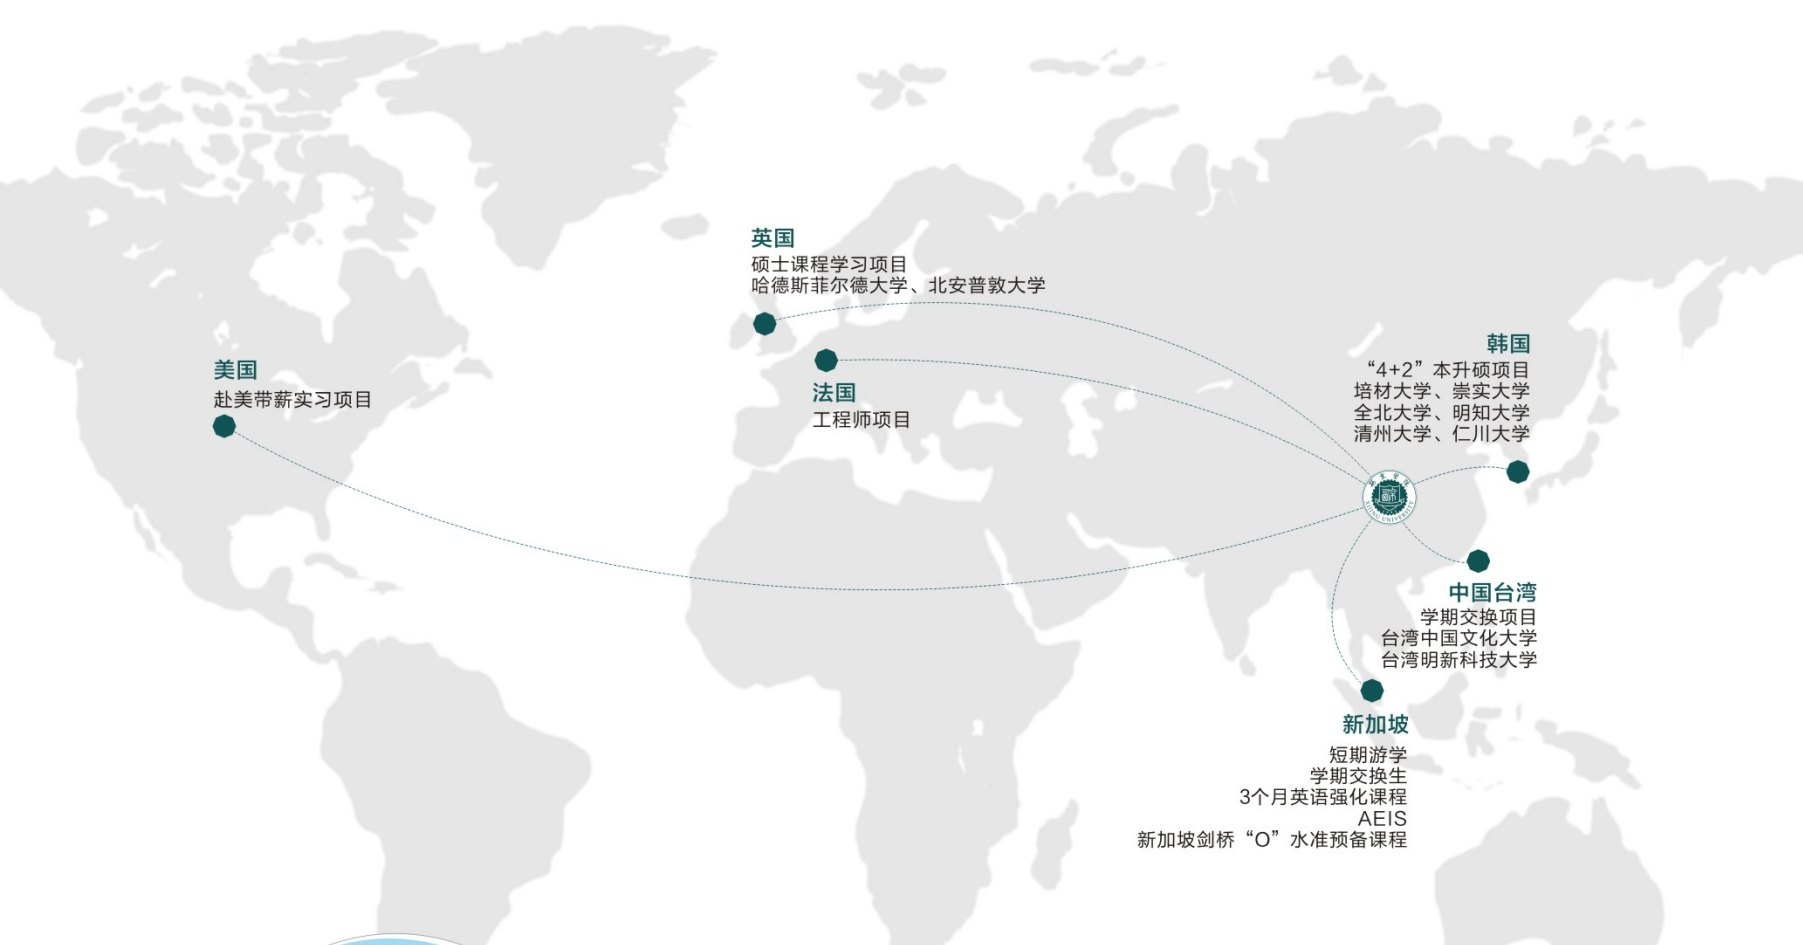 英国
硕士课程学习项目
哈德斯菲尔德大学、北安普敦大学
美国
赴美带薪实习项目
法国
工程师项目
韩国
“4+2”本升硕项目
培材大学、崇实大学
全北大学、明知大学
清州大学、仁川大学
XIJING UNIVERSITY
中国台湾
学期交换项目
台湾中国文化大学
台湾明新科技大学
新加坡
短期游学
学期交换生
3个月英语强化课程
AEIS
新加坡剑桥“O”水准预备课程